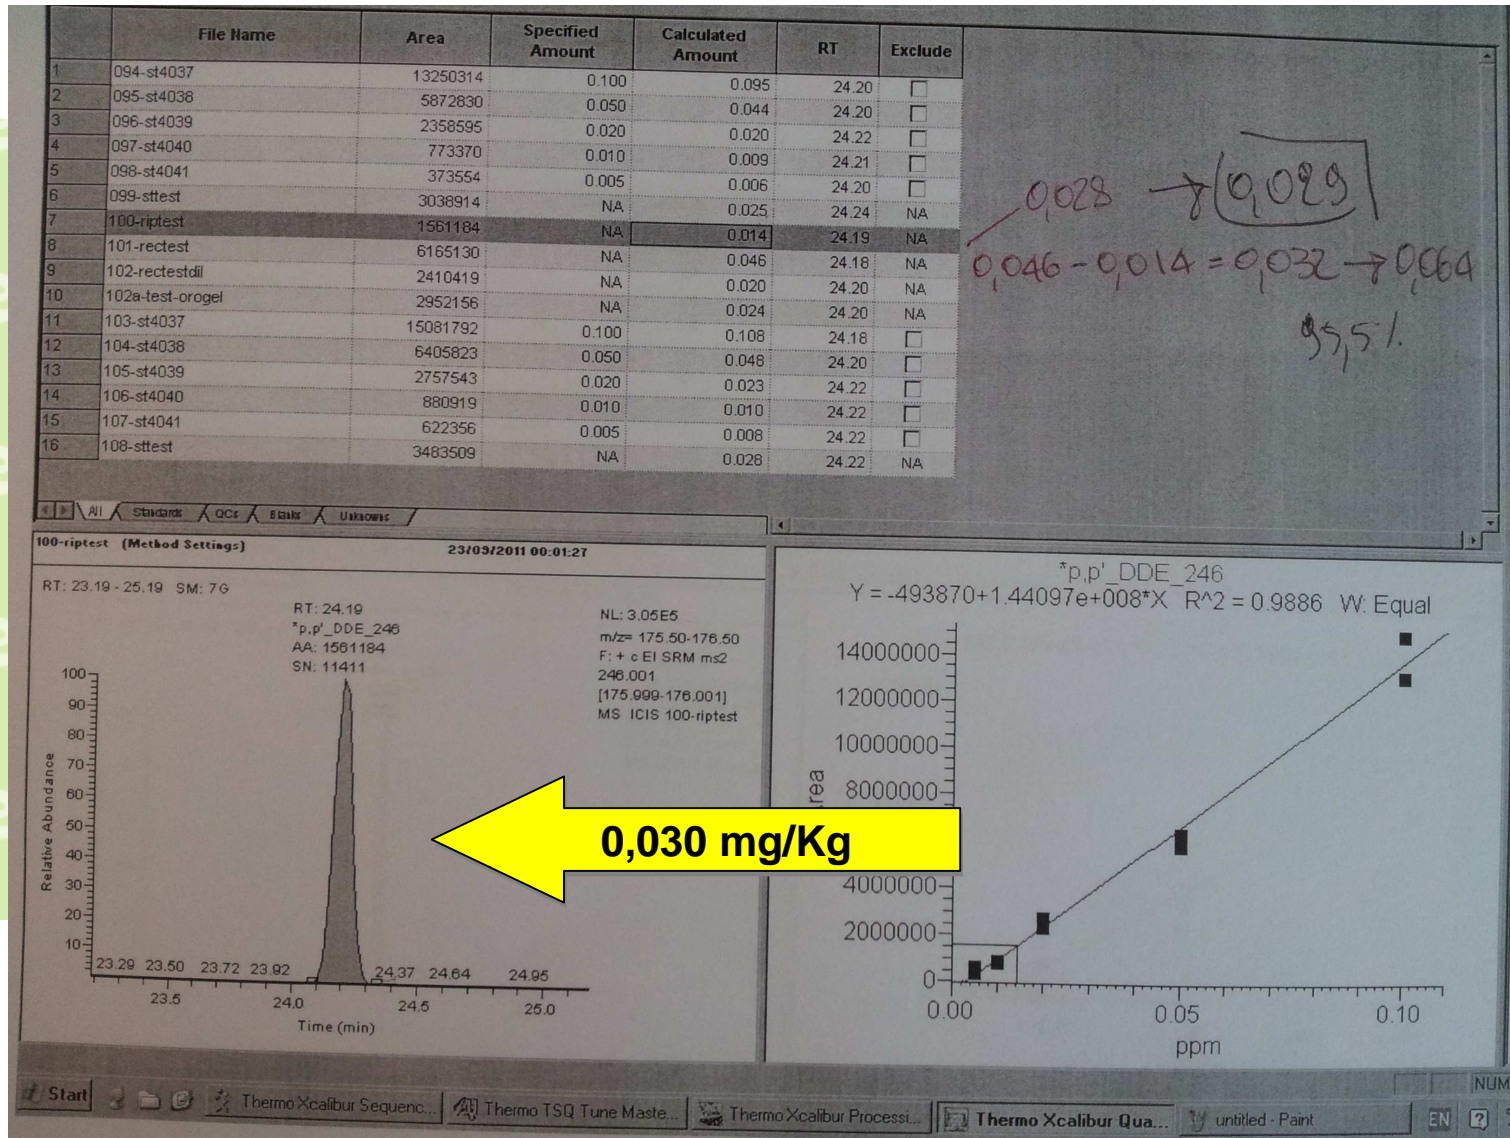 File Name Area Specified Amount Calculated Amount RT Exclude
1 094-st4037 13250314 0.100 0.095 24.20
2 095-st4038 5872830 0.050 0.044 24.20
3 096-st4039 2358595 0.020 0.020 24.22
4 097-st4040 773370 0.010 0.009 24.21
5 098-st4041 373554 0.005 0.006 24.20
6 099-sttest 3038914 NA 0.025 24.24 NA
7 100-riptest 1561184 NA 0.014 24.19 NA
8 101-rectest 6165130 NA 0.046 24.18 NA
9 102-rectestdil 2410419 NA 0.020 24.20 NA
10 102a-test-orogel 2952156 NA 0.024 24.20 NA
11 103-st4037 15081792 0.100 0.108 24.18
12 104-st4038 6405823 0.050 0.048 24.20
13 105-st4039 2757543 0.020 0.023 24.22
14 106-st4040 880919 0.010 0.010 24.22
15 107-st4041 622356 0.005 0.008 24.22
16 108-sttest 3483509 NA 0.028 24.22 NA
0,028 → 0,029
0,046 - 0,014 = 0,032 → 0,064
95,5%
All Standards QCs Blanks Unknowns
100-riptest (Method Settings) 23/09/2011 00:01:27
RT: 23.19 - 25.19 SM: 7G
RT: 24.19
*p,p'_DDE_246
AA: 1561184
SN: 11411
NL: 3.05E5
m/z= 175.50-176.50
F: + c EI SRM ms2
246.001
[175.999-176.001]
MS ICIS 100-riptest
100
90
80
70
60
50
40
30
20
10
Relative Abundance
23.29 23.50 23.72 23.92 24.37 24.64 24.95
23.5 24.0 24.5 25.0
Time (min)
0,030 mg/Kg
*p,p'_DDE_246
Y = -493870+1.44097e+008*X R^2 = 0.9886 W: Equal
14000000
12000000
10000000
8000000
4000000
2000000
0
rea
0.00 0.05 0.10
ppm
NUM
Start Thermo Xcalibur Sequenc... Thermo TSQ Tune Maste... Thermo Xcalibur Processi... Thermo Xcalibur Qua... untitled - Paint EN